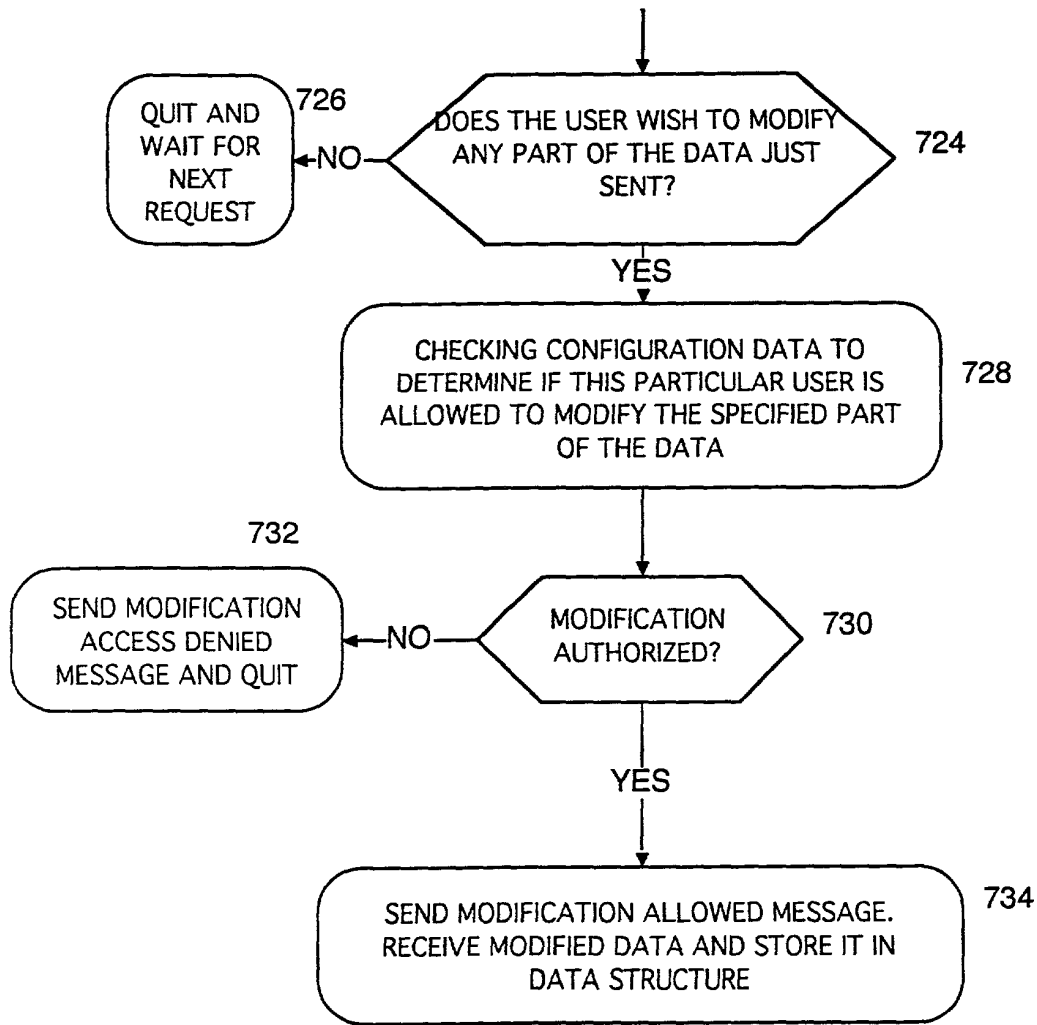 726
QUIT AND
WAIT FOR
NEXT
REQUEST
NO
DOES THE USER WISH TO MODIFY
ANY PART OF THE DATA JUST
SENT?
724
YES
CHECKING CONFIGURATION DATA TO
DETERMINE IF THIS PARTICULAR USER IS
ALLOWED TO MODIFY THE SPECIFIED PART
OF THE DATA
728
732
SEND MODIFICATION
ACCESS DENIED
MESSAGE AND QUIT
NO
MODIFICATION
AUTHORIZED?
730
YES
SEND MODIFICATION ALLOWED MESSAGE.
RECEIVE MODIFIED DATA AND STORE IT IN
DATA STRUCTURE
734